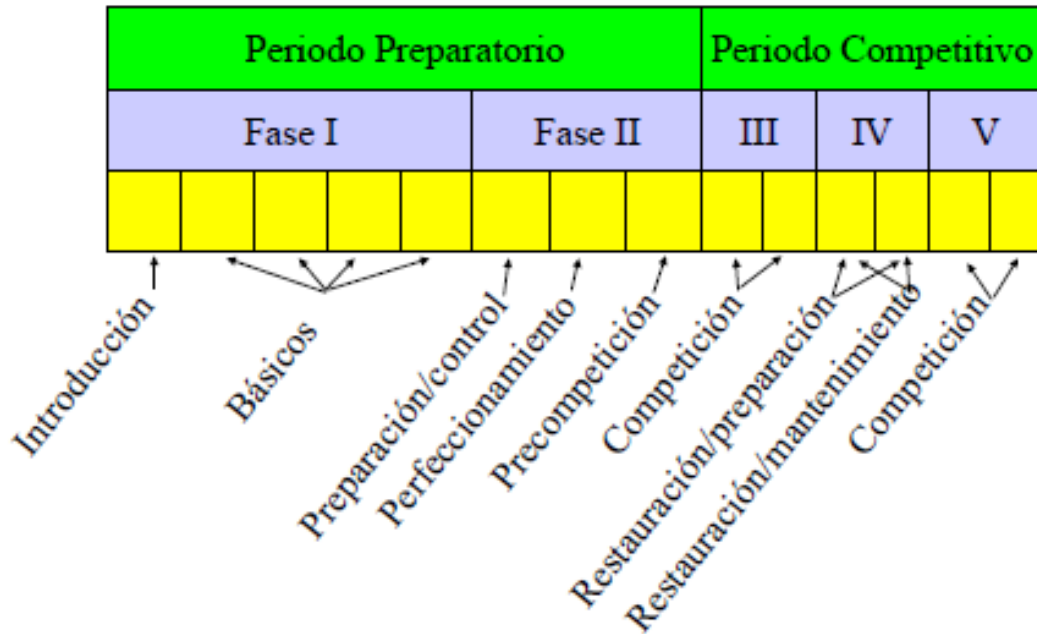 Periodo Preparatorio
Periodo Competitivo
Fase I
Fase II
III
IV
V
Introducción
Básicos
Preparación/control
Perfeccionamiento
Precompetición
Competición
Restauración/preparación
Restauración/mantenimiento
Competición